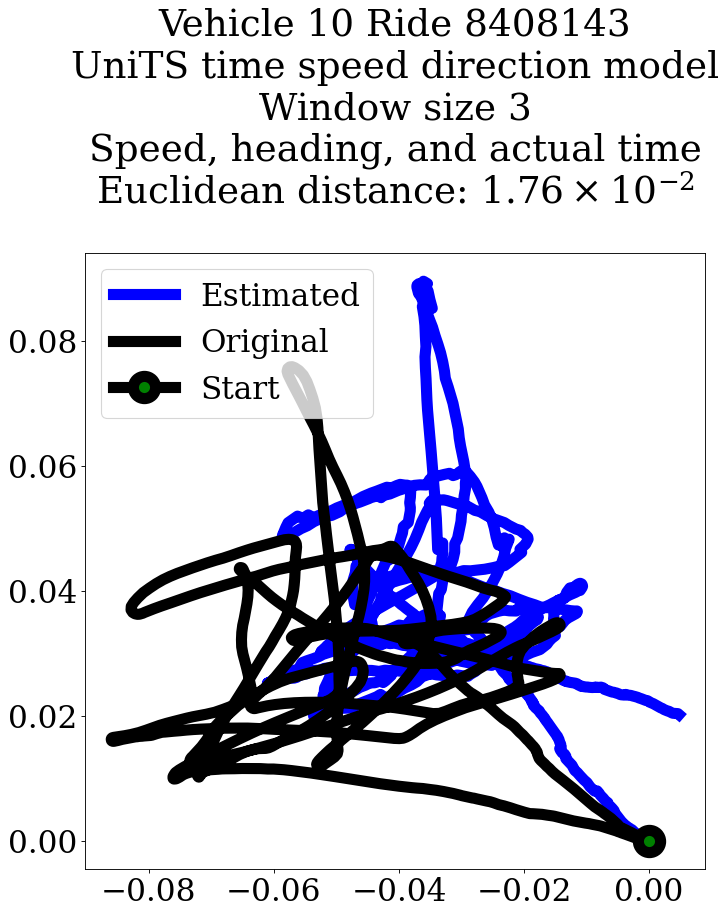 Vehicle 10 Ride 8408143
UniTS time speed direction model
Window size 3
Speed, heading, and actual time
Euclidean distance: 1.76 × 10⁻²
Estimated
Original
Start
0.08
0.06
0.04
0.02
0.00
−0.08 −0.06 −0.04 −0.02 0.00